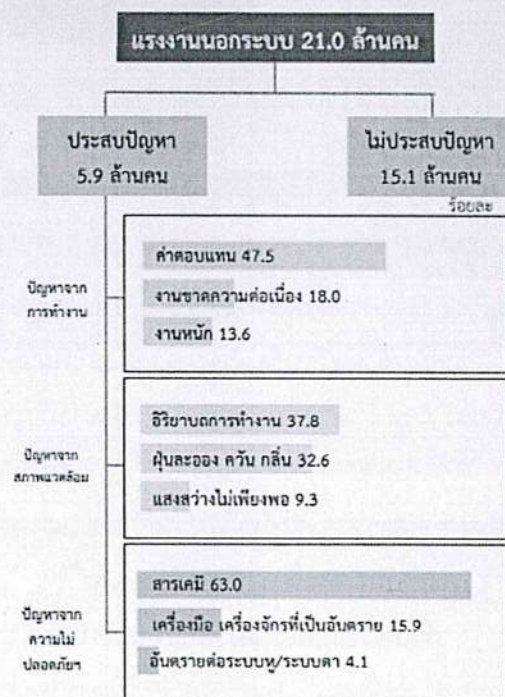 แรงงานนอกระบบ 21.0 ล้านคน
ประสบปัญหา
5.9 ล้านคน
ไม่ประสบปัญหา
15.1 ล้านคน
ร้อยละ
ปัญหาจาก
การทำงาน
ค่าตอบแทน 47.5
งานขาดความต่อเนื่อง 18.0
งานหนัก 13.6
ปัญหาจาก
สภาพแวดล้อม
อิริยาบถการทำงาน 37.8
ฝุ่นละออง ควัน กลิ่น 32.6
แสงสว่างไม่เพียงพอ 9.3
ปัญหาจาก
ความไม่
ปลอดภัยฯ
สารเคมี 63.0
เครื่องมือ เครื่องจักรที่เป็นอันตราย 15.9
อันตรายต่อระบบหู/ระบบตา 4.1